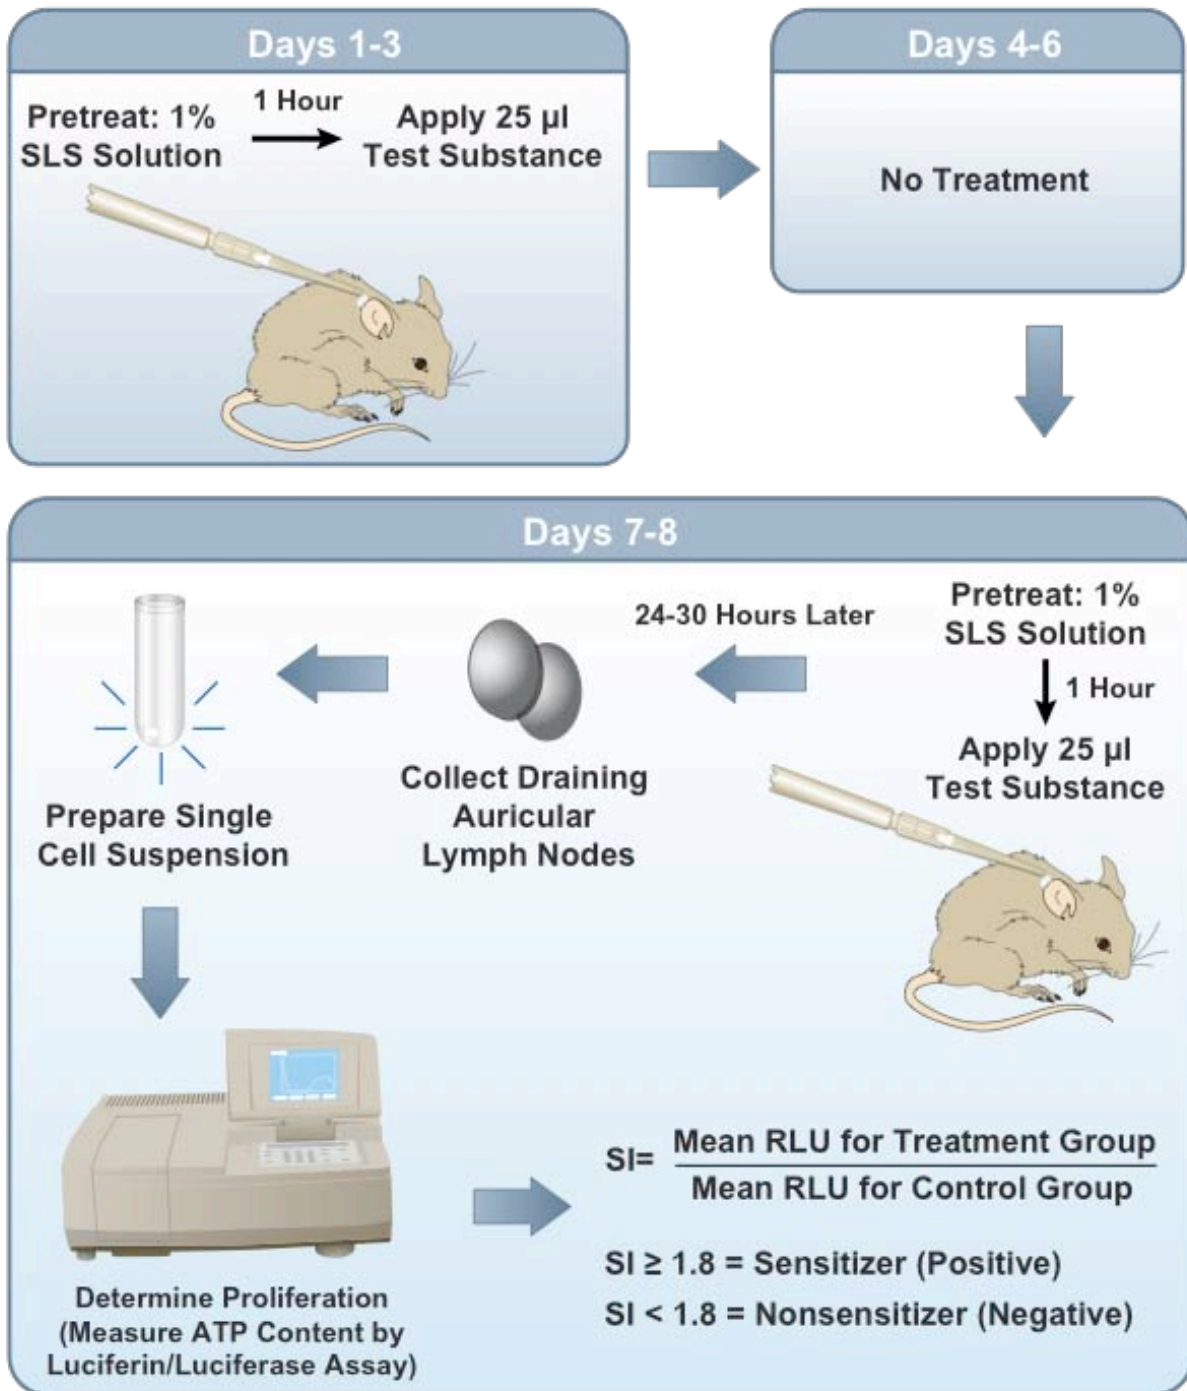 Days 1-3
Pretreat: 1%
SLS Solution
1 Hour
Apply 25 µl
Test Substance
Days 4-6
No Treatment
Days 7-8
Pretreat: 1%
SLS Solution
1 Hour
Apply 25 µl
Test Substance
24-30 Hours Later
Collect Draining
Auricular
Lymph Nodes
Prepare Single
Cell Suspension
Determine Proliferation
(Measure ATP Content by
Luciferin/Luciferase Assay)
SI= Mean RLU for Treatment Group
Mean RLU for Control Group
SI ≥ 1.8 = Sensitizer (Positive)
SI < 1.8 = Nonsensitizer (Negative)